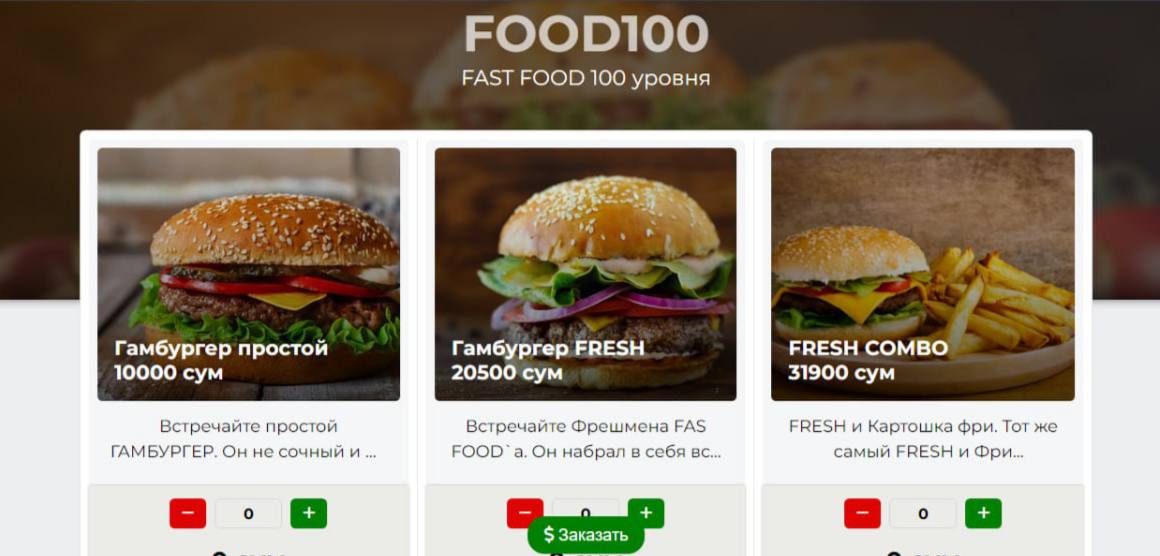 FOOD100
FAST FOOD 100 уровня
Гамбургер простой
10000 сум
Гамбургер FRESH
20500 сум
FRESH COMBO
31900 сум
Встречайте простой
ГАМБУРГЕР. Он не сочный и ...
Встречайте Фрешмена FAS
FOOD`а. Он набрал в себя вс...
FRESH и Картошка фри. Тот же
самый FRESH и Фри...
− 0 +
− 0 +
− 0 +
$ Заказать